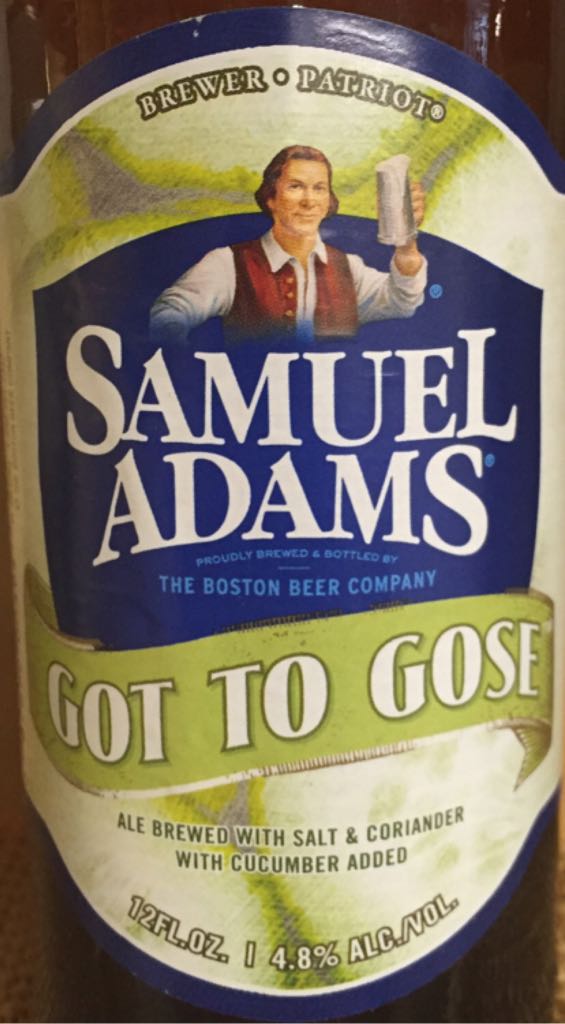 BREWER • PATRIOT®
SAMUEL
ADAMS®
PROUDLY BREWED & BOTTLED BY
THE BOSTON BEER COMPANY
GOT TO GOSE™
ALE BREWED WITH SALT & CORIANDER
WITH CUCUMBER ADDED
12FL.OZ. | 4.8% ALC./VOL.